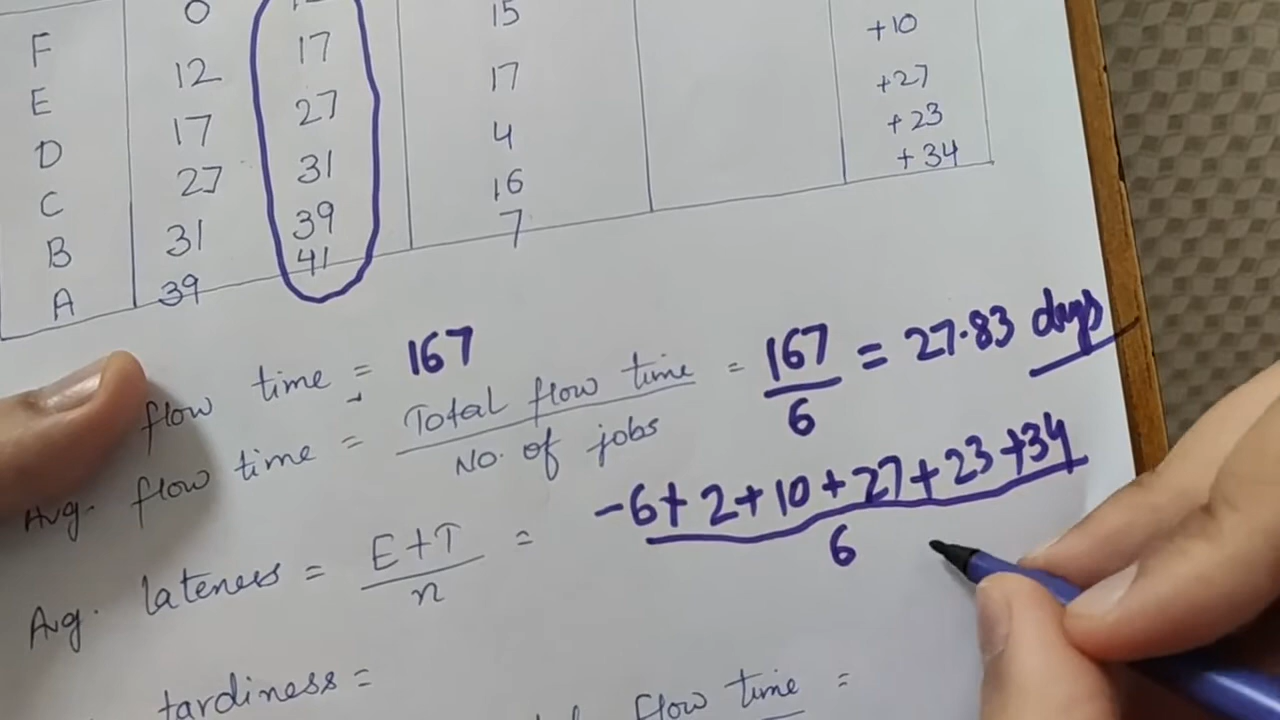 F 0 15 +10
E 12 17 17 +27
D 17 27 4 +23
C 27 31 16 +34
B 31 39 7
A 39 41
flow time = 167
Avg. flow time = Total flow time / No. of jobs = 167 / 6 = 27.83 days
Avg. lateness = E+T / n = -6+2+10+27+23+34 / 6
tardiness =
flow time =